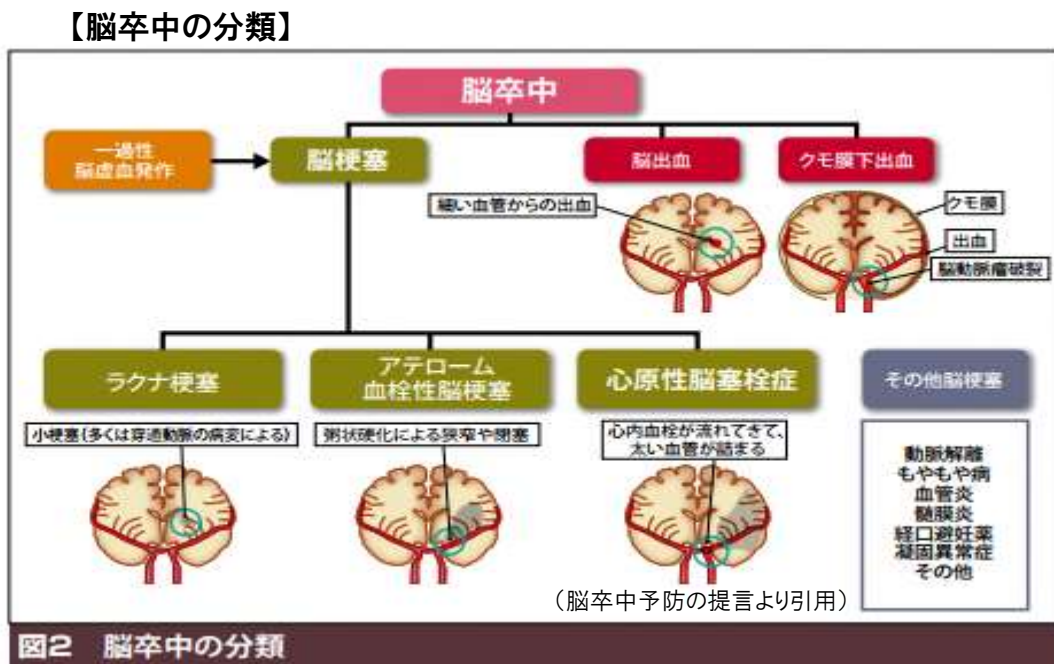 【脳卒中の分類】
脳卒中
一過性
脳虚血発作
脳梗塞
脳出血
クモ膜下出血
細い血管からの出血
クモ膜
出血
脳動脈瘤破裂
ラクナ梗塞
アテローム
血栓性脳梗塞
心原性脳塞栓症
その他脳梗塞
小梗塞(多くは穿通動脈の病変による)
粥状硬化による狭窄や閉塞
心内血栓が流れてきて、
太い血管が詰まる
動脈解離
もやもや病
血管炎
髄膜炎
経口避妊薬
凝固異常症
その他
（脳卒中予防の提言より引用）
図2 脳卒中の分類